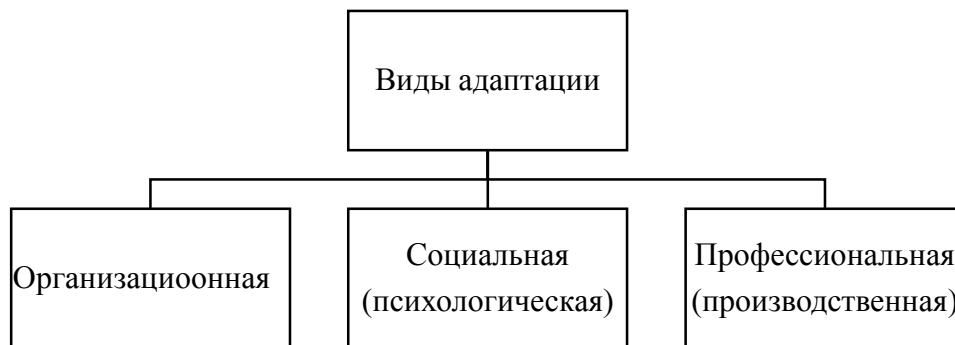 Виды адаптации
Организациоонная
Социальная
(психологическая)
Профессиональная
(производственная)